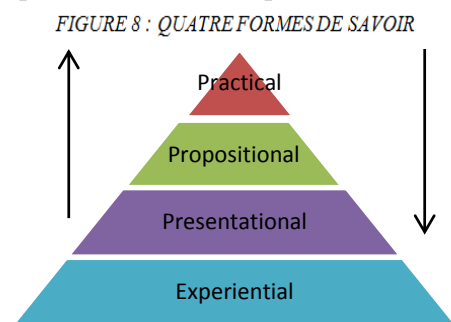 FIGURE 8 : QUATRE FORMES DE SAVOIR
Practical
Propositional
Presentational
Experiential